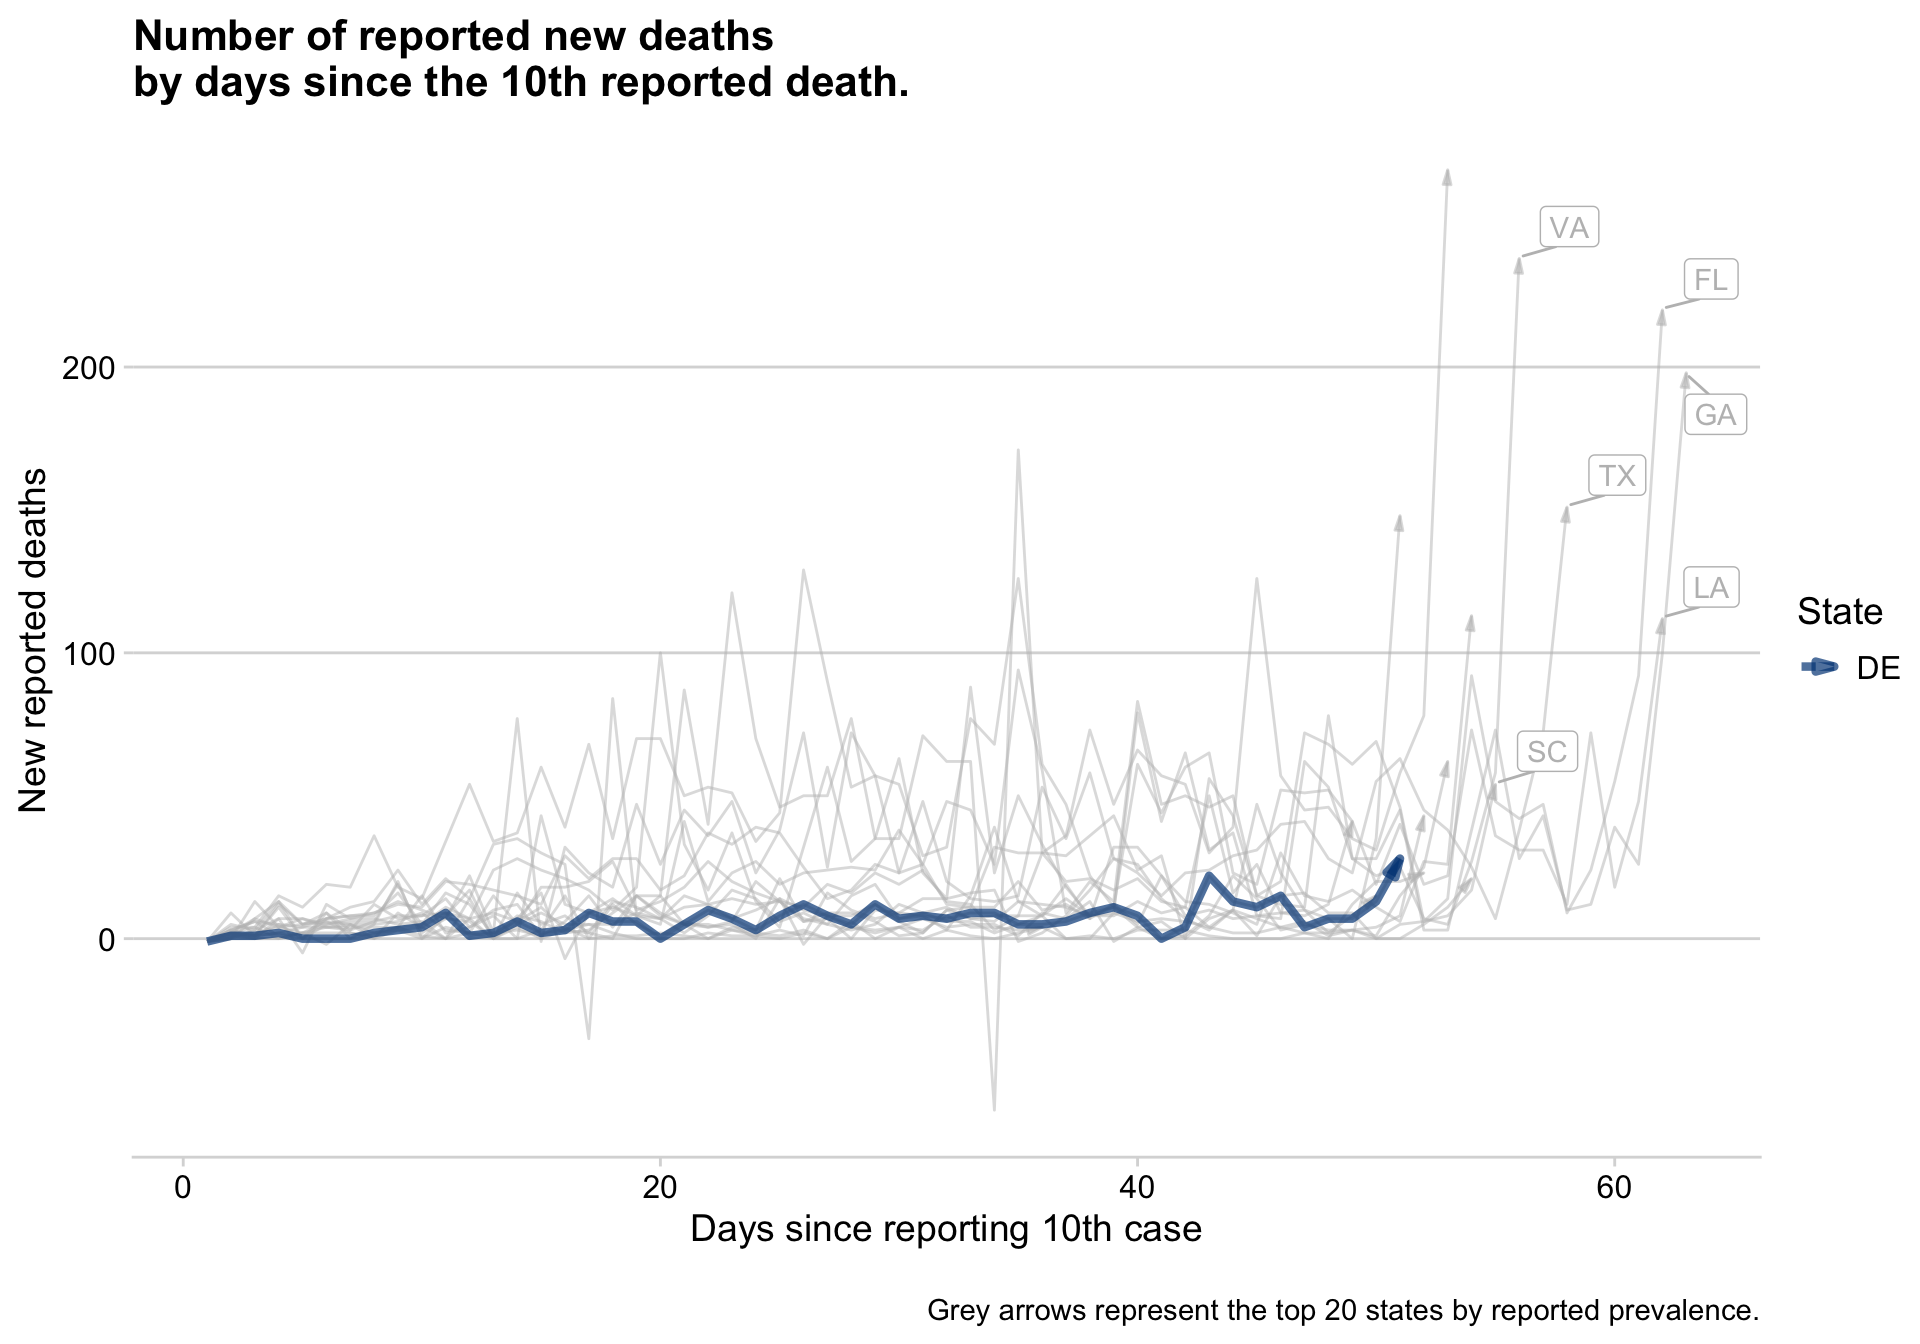 Number of reported new deaths
by days since the 10th reported death.
VA
FL
200
GA
TX
New reported deaths
LA
State
100
DE
SC
0
0
20
40
60
Days since reporting 10th case
Grey arrows represent the top 20 states by reported prevalence.